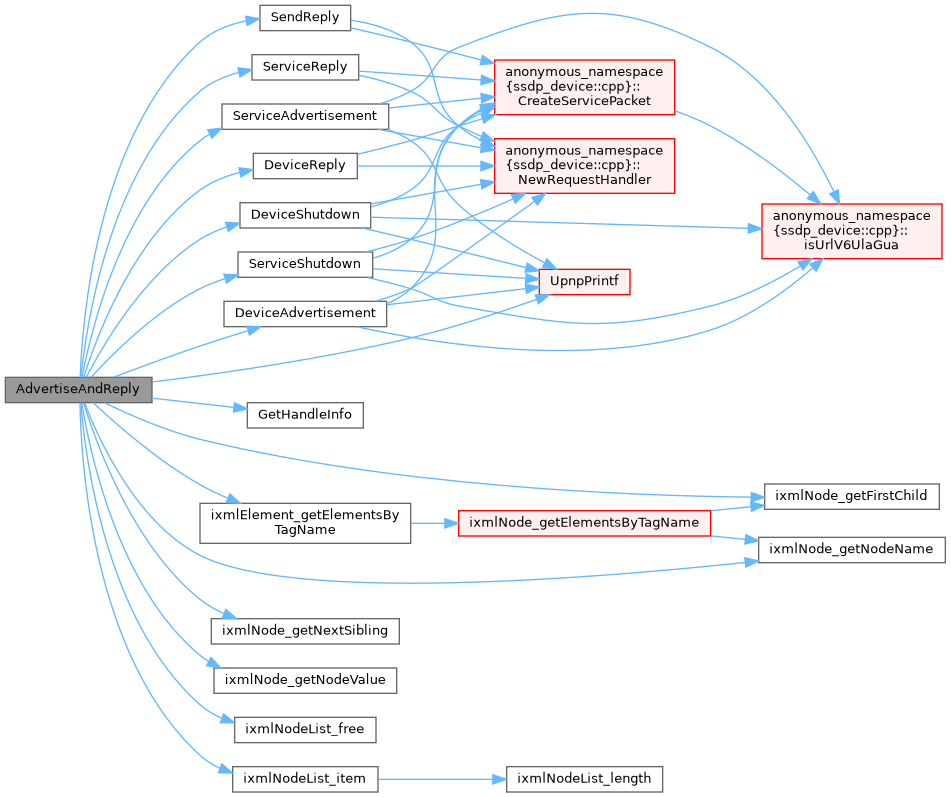 SendReply
ServiceReply
ServiceAdvertisement
DeviceReply
DeviceShutdown
ServiceShutdown
DeviceAdvertisement
AdvertiseAndReply
GetHandleInfo
ixmlElement_getElementsBy
TagName
ixmlNode_getNextSibling
ixmlNode_getNodeValue
ixmlNodeList_free
ixmlNodeList_item
anonymous_namespace
{ssdp_device::cpp}::
CreateServicePacket
anonymous_namespace
{ssdp_device::cpp}::
NewRequestHandler
UpnpPrintf
ixmlNode_getElementsByTagName
ixmlNodeList_length
anonymous_namespace
{ssdp_device::cpp}::
isUrlV6UlaGua
ixmlNode_getFirstChild
ixmlNode_getNodeName